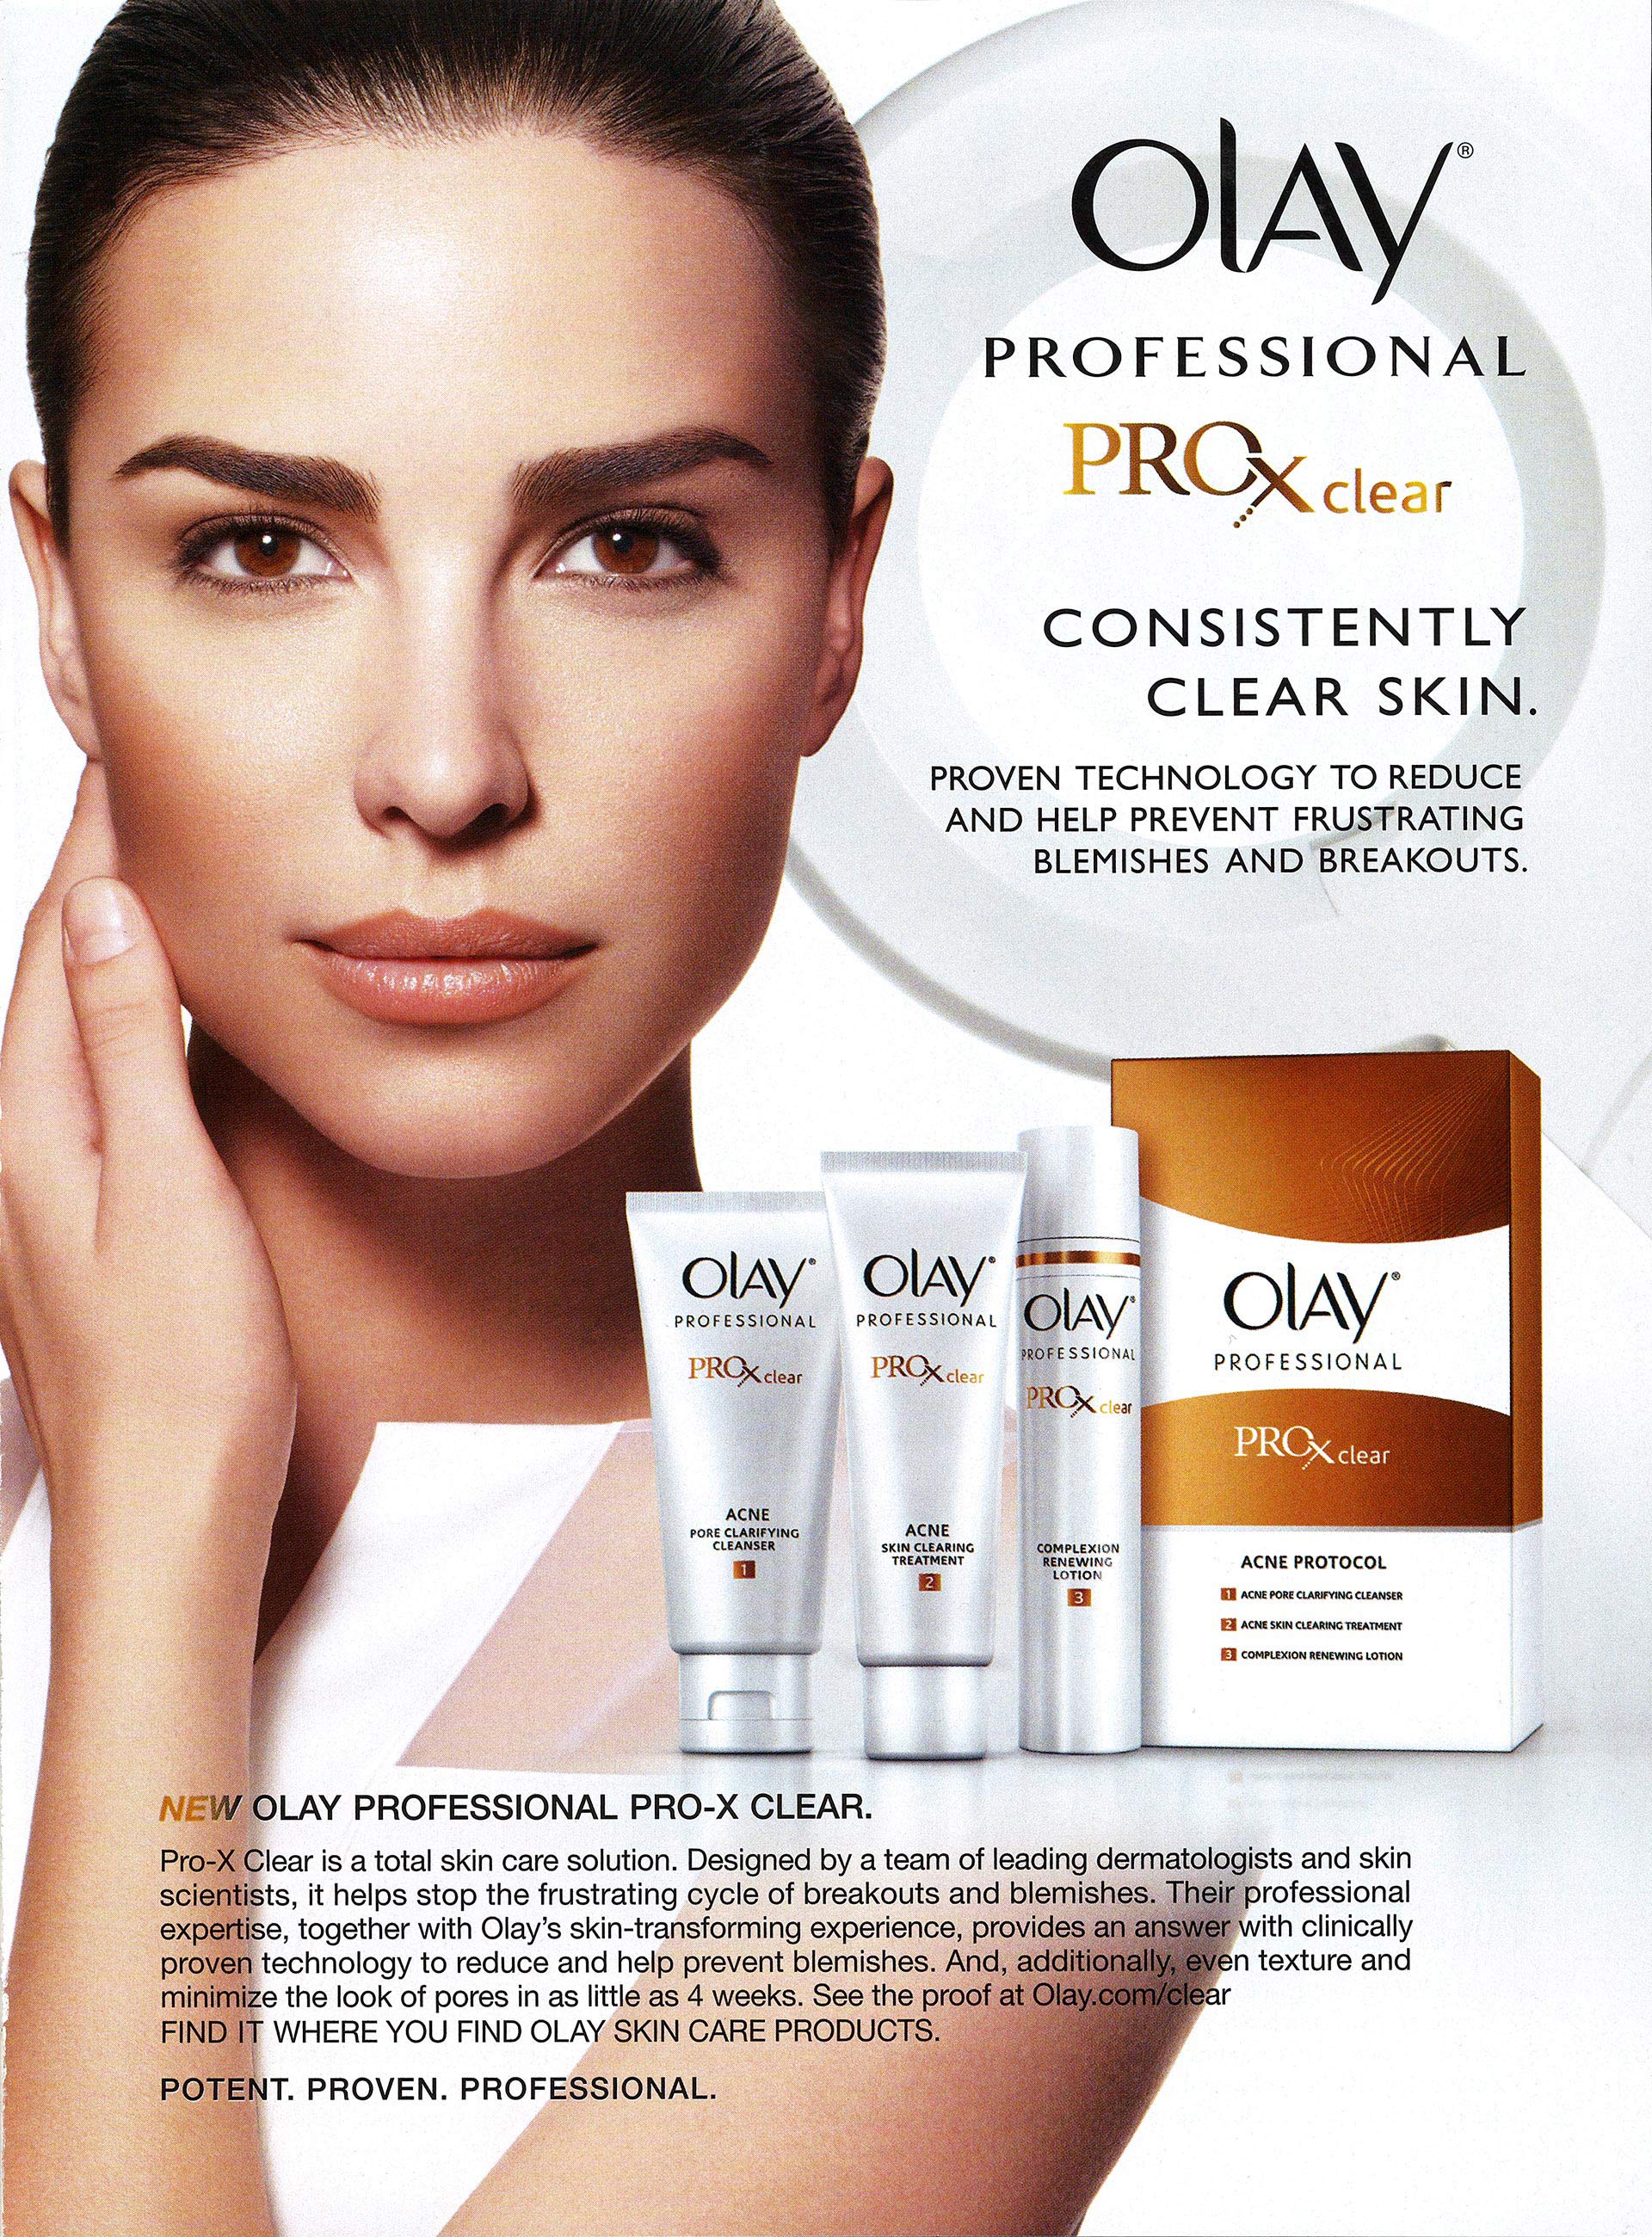 Olay®
PROFESSIONAL
PROX clear
CONSISTENTLY
CLEAR SKIN.
PROVEN TECHNOLOGY TO REDUCE
AND HELP PREVENT FRUSTRATING
BLEMISHES AND BREAKOUTS.
Olay®
PROFESSIONAL
PROX clear
ACNE
PORE CLARIFYING
CLEANSER
1
Olay®
PROFESSIONAL
PROX clear
ACNE
SKIN CLEARING
TREATMENT
2
Olay®
PROFESSIONAL
PROX clear
COMPLEXION
RENEWING
LOTION
3
Olay®
PROFESSIONAL
PROX clear
ACNE PROTOCOL
1 ACNE PORE CLARIFYING CLEANSER
2 ACNE SKIN CLEARING TREATMENT
3 COMPLEXION RENEWING LOTION
NEW OLAY PROFESSIONAL PRO-X CLEAR.
Pro-X Clear is a total skin care solution. Designed by a team of leading dermatologists and skin
scientists, it helps stop the frustrating cycle of breakouts and blemishes. Their professional
expertise, together with Olay's skin-transforming experience, provides an answer with clinically
proven technology to reduce and help prevent blemishes. And, additionally, even texture and
minimize the look of pores in as little as 4 weeks. See the proof at Olay.com/clear
FIND IT WHERE YOU FIND OLAY SKIN CARE PRODUCTS.
POTENT. PROVEN. PROFESSIONAL.